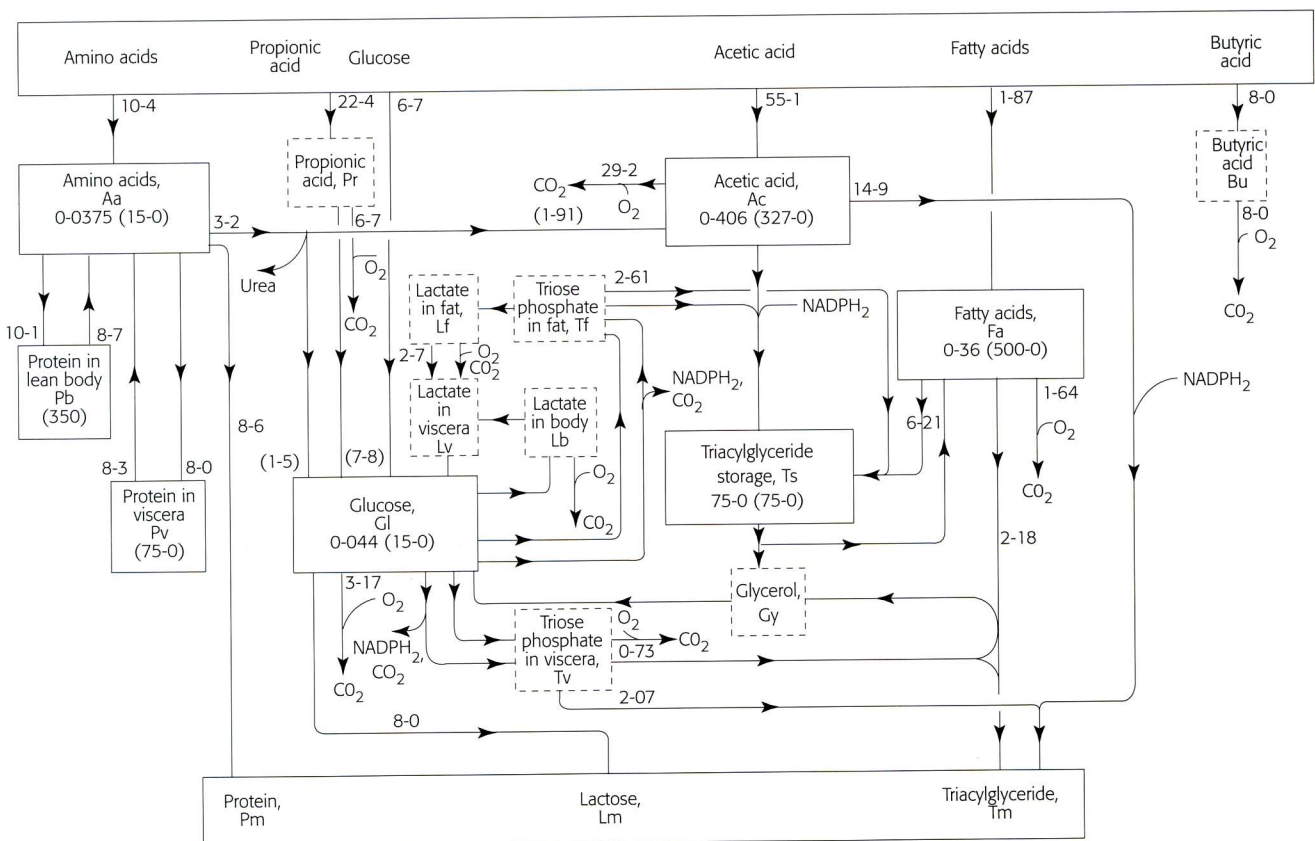 Amino acids
Propionic
acid
Glucose
Acetic acid
Fatty acids
Butyric
acid
10-4
22-4
6-7
55-1
1-87
8-0
Amino acids,
Aa
0-0375 (15-0)
Propionic
acid, Pr
Acetic acid,
Ac
0-406 (327-0)
Butyric
acid
Bu
CO2
29-2
O2
14-9
3-2
6-7
(1-91)
8-0
O2
CO2
Urea
O2
CO2
Lactate
in fat,
Lf
Triose
phosphate
in fat, Tf
2-61
NADPH2
Fatty acids,
Fa
0-36 (500-0)
10-1
8-7
2-7
O2
CO2
Protein in
lean body
Pb
(350)
Lactate
in
viscera
Lv
Lactate
in body
Lb
NADPH2,
CO2
NADPH2
6-21
1-64
O2
CO2
8-6
8-3
8-0
(1-5)
(7-8)
O2
CO2
Triacylglyceride
storage, Ts
75-0 (75-0)
Protein in
viscera
Pv
(75-0)
Glucose,
Gl
0-044 (15-0)
2-18
3-17
O2
CO2
NADPH2,
CO2
Triose
phosphate
in viscera,
Tv
O2
CO2
0-73
Glycerol,
Gy
2-07
8-0
Protein,
Pm
Lactose,
Lm
Triacylglyceride,
Tm